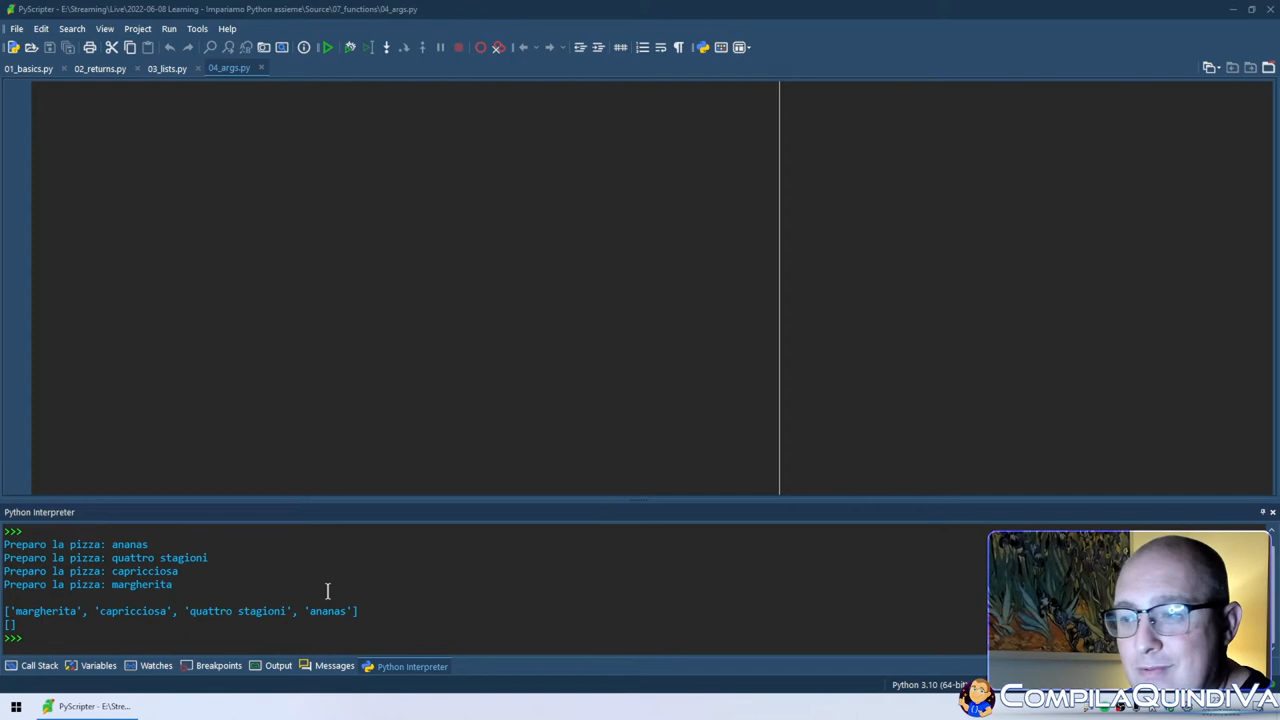 PyScripter - E:\Streaming\Live\2022-06-08 Learning - Impariamo Python assieme\Source\07_functions\04_args.py
File Edit Search View Project Run Tools Help
01_basics.py 02_returns.py 03_lists.py 04_args.py
Python Interpreter
>>>
Preparo la pizza: ananas
Preparo la pizza: quattro stagioni
Preparo la pizza: capricciosa
Preparo la pizza: margherita
['margherita', 'capricciosa', 'quattro stagioni', 'ananas']
[]
>>>
Call Stack Variables Watches Breakpoints Output Messages Python Interpreter
Python 3.10 (64-bit)
PyScripter - E:\Stre...
COMPILAQUINDIVA